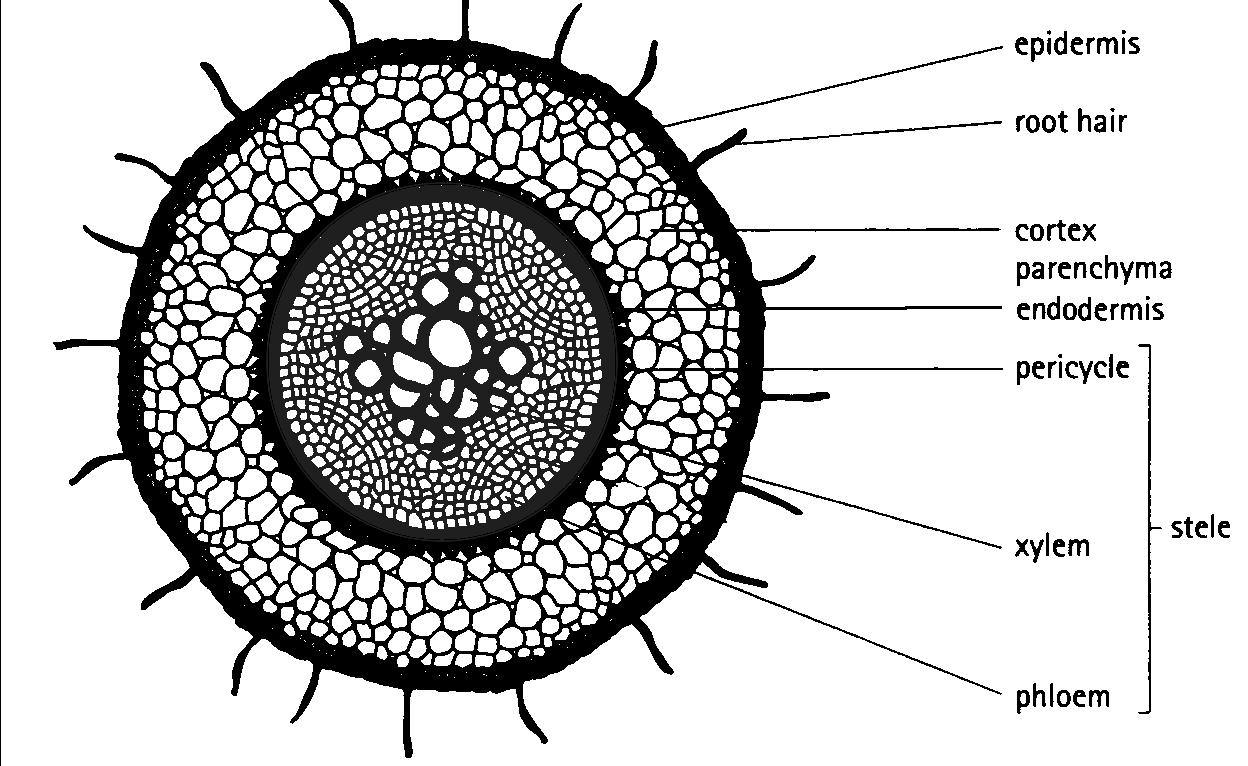 epidermis
root hair
cortex
parenchyma
endodermis
pericycle
stele
xylem
phloem